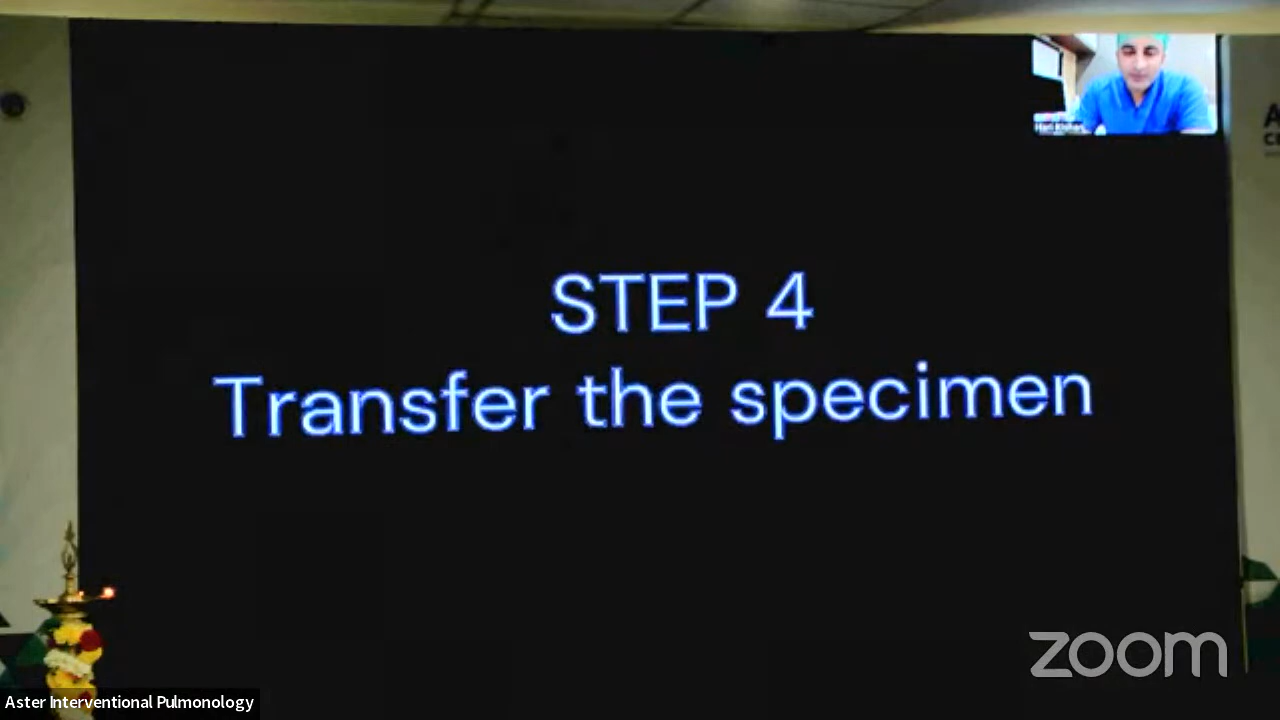 STEP 4
Transfer the specimen
zoom
Aster Interventional Pulmonology